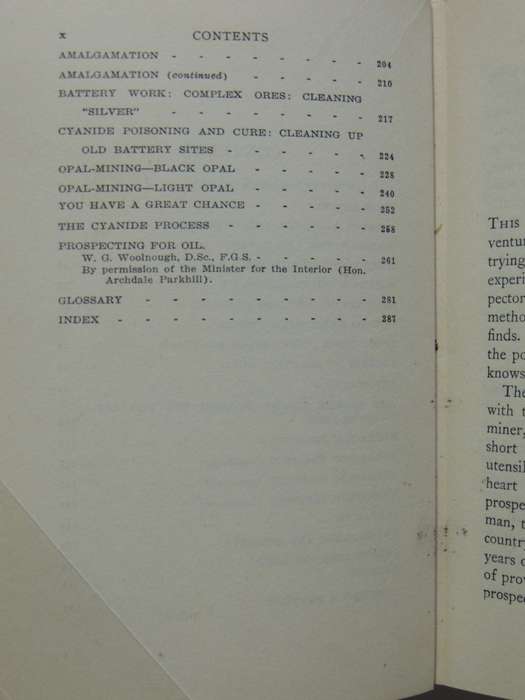 x CONTENTS
AMALGAMATION - - - - - - - - 204
AMALGAMATION (continued) - - - - - 210
BATTERY WORK: COMPLEX ORES: CLEANING
"SILVER" - - - - - - - - 217
CYANIDE POISONING AND CURE: CLEANING UP
OLD BATTERY SITES - - - - - - 224
OPAL-MINING—BLACK OPAL - - - - - 228
OPAL-MINING—LIGHT OPAL - - - - - 240
YOU HAVE A GREAT CHANCE - - - - - 252
THE CYANIDE PROCESS - - - - - - 258
PROSPECTING FOR OIL.
W. G. Woolnough, D.Sc., F.G.S. - - - - - 261
By permission of the Minister for the Interior (Hon.
Archdale Parkhill).
GLOSSARY - - - - - - - - - 281
INDEX - - - - - - - - - - 287
THIS
ventu
trying
experi
pector
metho
finds.
the po
knows
The
with t
miner,
short
utensil
heart
prospe
man, t
country
years o
of prov
prospec